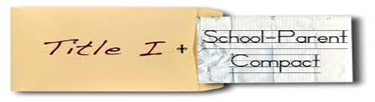 Title I +
School-Parent
Compact